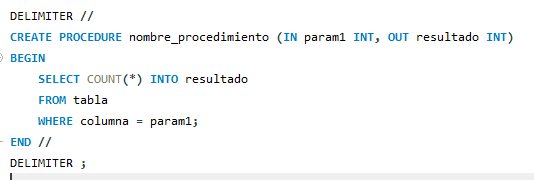 DELIMITER //
CREATE PROCEDURE nombre_procedimiento (IN param1 INT, OUT resultado INT)
BEGIN
    SELECT COUNT(*) INTO resultado
    FROM tabla
    WHERE columna = param1;
END //
DELIMITER ;